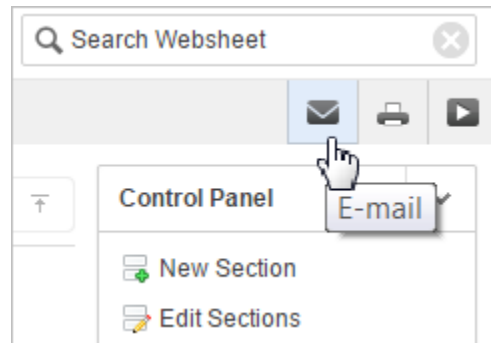 Search Websheet
Control Panel
E-mail
New Section
Edit Sections